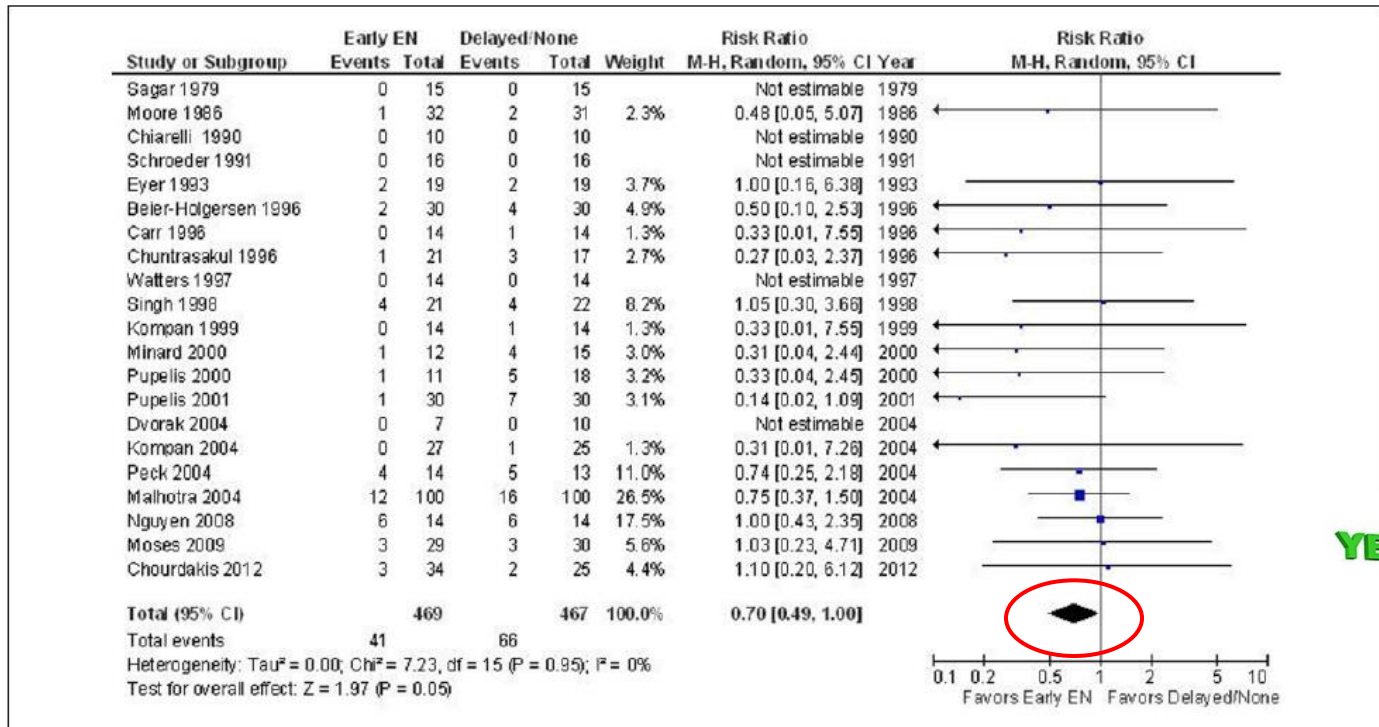 Early EN Delayed/None Risk Ratio Risk Ratio
Study or Subgroup Events Total Events Total Weight M-H, Random, 95% CI Year M-H, Random, 95% CI
Sagar 1979 0 15 0 15 Not estimable 1979
Moore 1986 1 32 2 31 2.3% 0.48 [0.05, 5.07] 1986
Chiarelli 1990 0 10 0 10 Not estimable 1990
Schroeder 1991 0 16 0 16 Not estimable 1991
Eyer 1993 2 19 2 19 3.7% 1.00 [0.16, 6.38] 1993
Beier-Holgersen 1996 2 30 4 30 4.9% 0.50 [0.10, 2.53] 1996
Carr 1996 0 14 1 14 1.3% 0.33 [0.01, 7.55] 1996
Chuntrasakul 1996 1 21 3 17 2.7% 0.27 [0.03, 2.37] 1996
Watters 1997 0 14 0 14 Not estimable 1997
Singh 1998 4 21 4 22 8.2% 1.05 [0.30, 3.66] 1998
Kompan 1999 0 14 1 14 1.3% 0.33 [0.01, 7.55] 1999
Minard 2000 1 12 4 15 3.0% 0.31 [0.04, 2.44] 2000
Pupelis 2000 1 11 5 18 3.2% 0.33 [0.04, 2.45] 2000
Pupelis 2001 1 30 7 30 3.1% 0.14 [0.02, 1.09] 2001
Dvorak 2004 0 7 0 10 Not estimable 2004
Kompan 2004 0 27 1 25 1.3% 0.31 [0.01, 7.26] 2004
Peck 2004 4 14 5 13 11.0% 0.74 [0.25, 2.18] 2004
Malhotra 2004 12 100 16 100 26.5% 0.75 [0.37, 1.50] 2004
Nguyen 2008 6 14 6 14 17.5% 1.00 [0.43, 2.35] 2008
Moses 2009 3 29 3 30 5.6% 1.03 [0.23, 4.71] 2009
Chourdakis 2012 3 34 2 25 4.4% 1.10 [0.20, 6.12] 2012
YE
Total (95% CI) 469 467 100.0% 0.70 [0.49, 1.00]
Total events 41 66
Heterogeneity: Tau² = 0.00; Chi² = 7.23, df = 15 (P = 0.95); I² = 0%
Test for overall effect: Z = 1.97 (P = 0.05)
0.1 0.2 0.5 1 2 5 10
Favors Early EN Favors Delayed/None